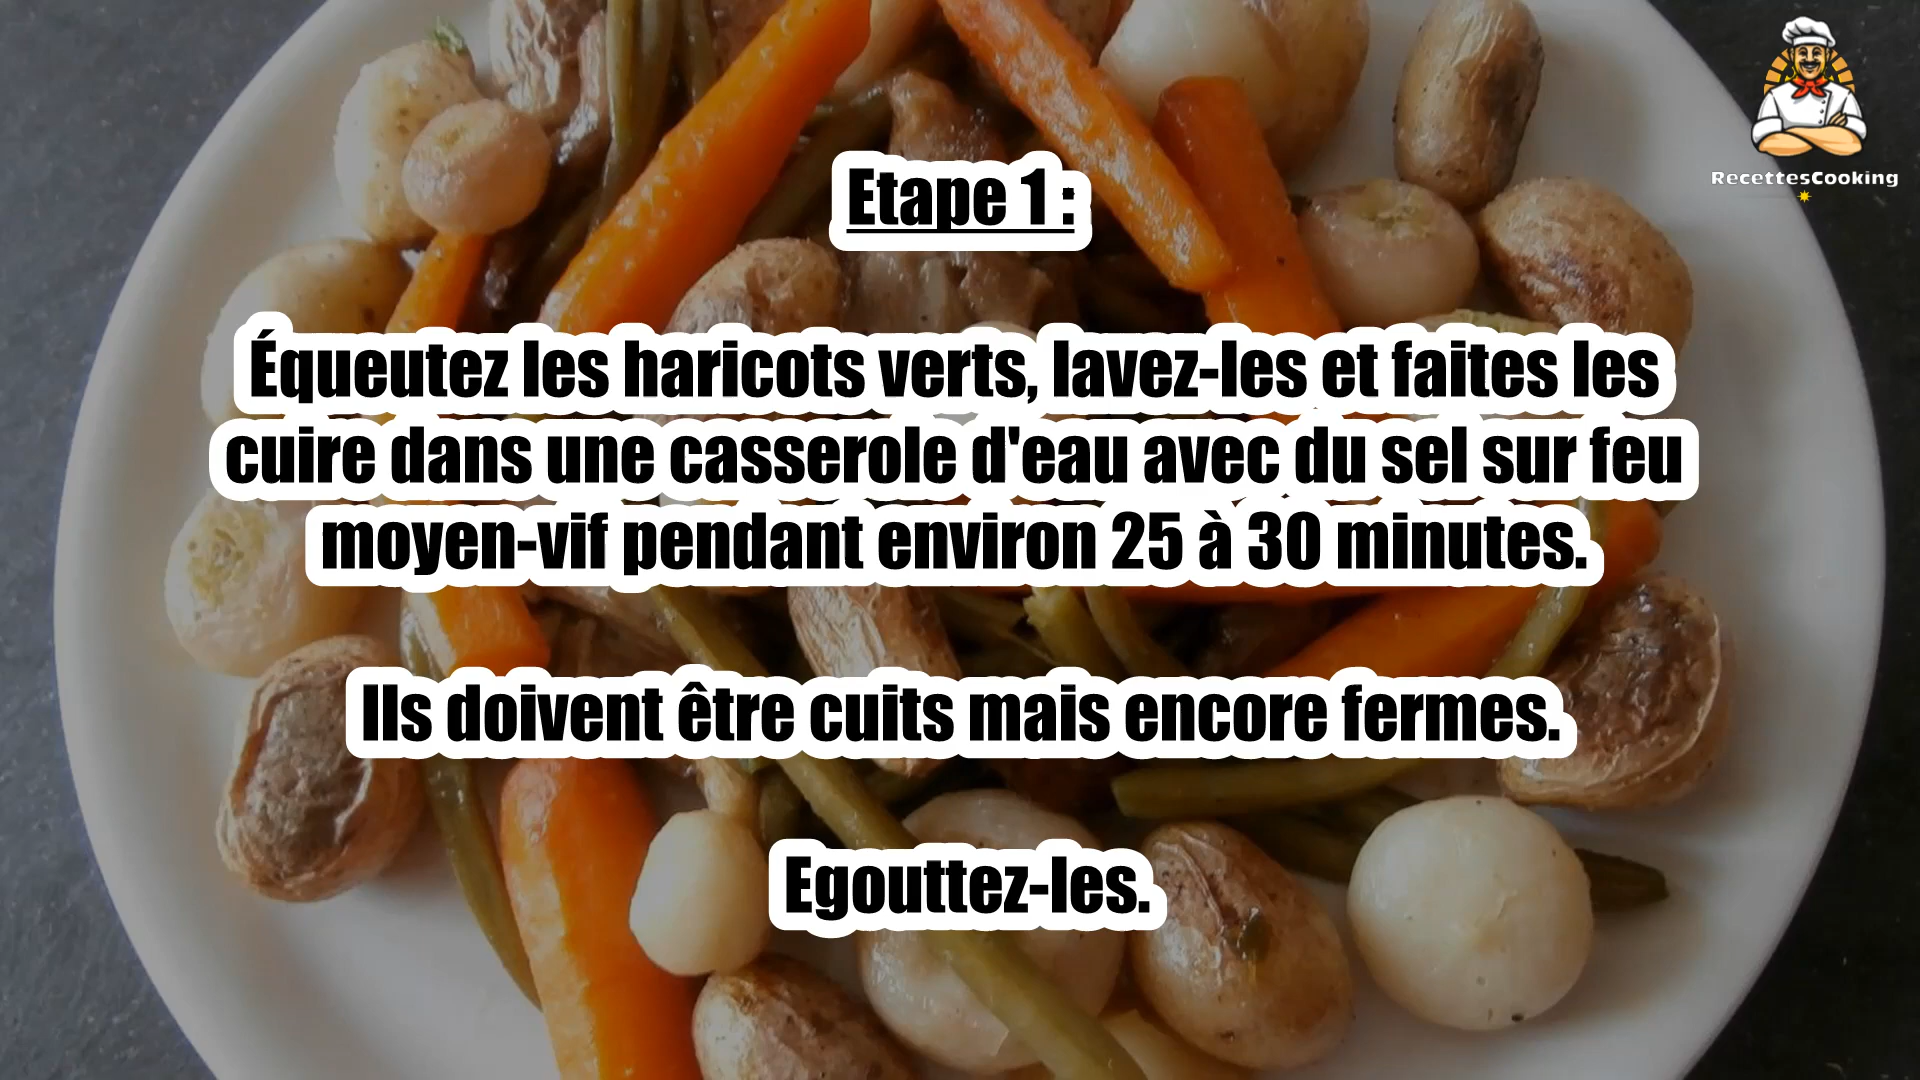 RecettesCooking
Etape 1 :
Équeutez les haricots verts, lavez-les et faites les
cuire dans une casserole d'eau avec du sel sur feu
moyen-vif pendant environ 25 à 30 minutes.
Ils doivent être cuits mais encore fermes.
Egouttez-les.